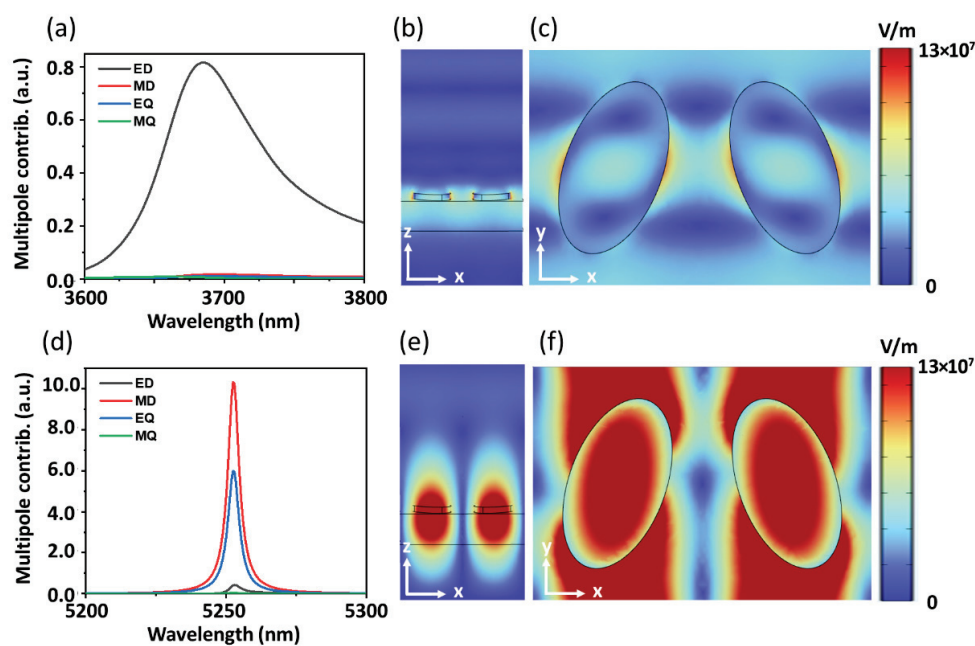 (a)
Multipole contrib. (a.u.)
0.8
0.6
0.4
0.2
0.0
ED
MD
EQ
MQ
3600
3700
3800
Wavelength (nm)
(b)
z
x
(c)
y
x
V/m
13×10⁷
0
(d)
Multipole contrib. (a.u.)
10.0
8.0
6.0
4.0
2.0
0.0
ED
MD
EQ
MQ
5200
5250
5300
Wavelength (nm)
(e)
z
x
(f)
y
x
V/m
13×10⁷
0